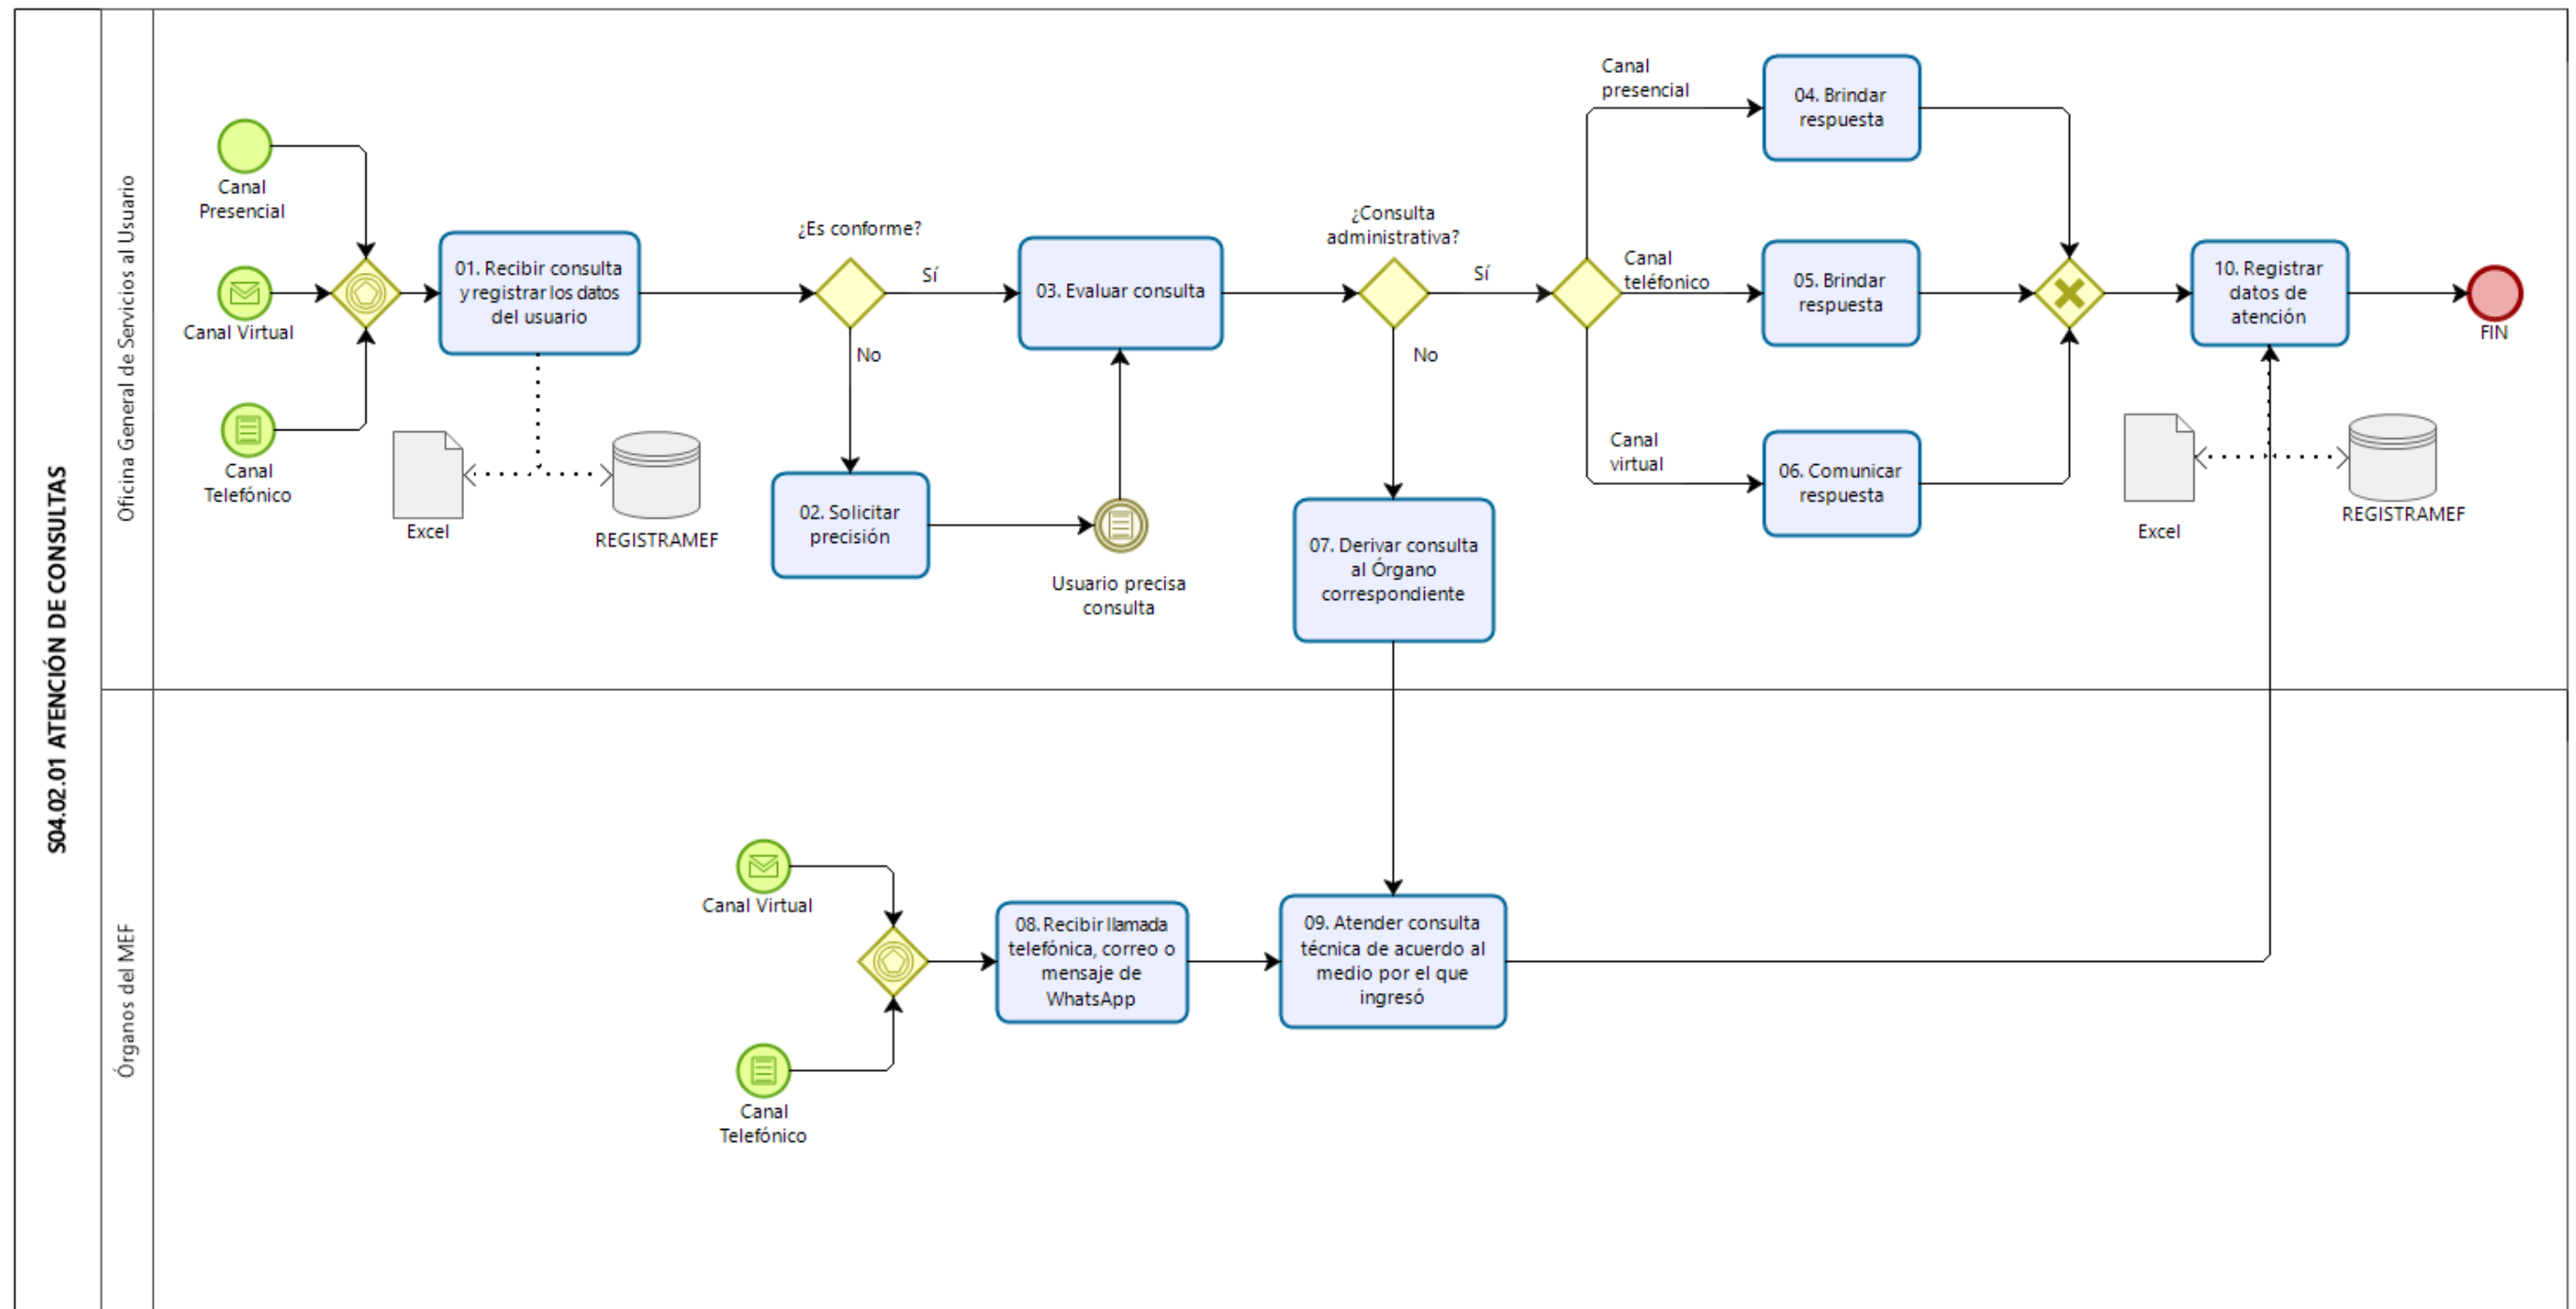 S04.02.01 ATENCIÓN DE CONSULTAS
Oficina General de Servicios al Usuario
Canal
Presencial
Canal Virtual
Canal
Telefónico
01. Recibir consulta
y registrar los datos
del usuario
Excel
REGISTRAMEF
¿Es conforme?
Sí
No
02. Solicitar
precisión
Usuario precisa
consulta
03. Evaluar consulta
¿Consulta
administrativa?
Sí
No
07. Derivar consulta
al Órgano
correspondiente
Canal
presencial
04. Brindar
respuesta
Canal
teléfonico
05. Brindar
respuesta
Canal
virtual
06. Comunicar
respuesta
10. Registrar
datos de
atención
Excel
REGISTRAMEF
FIN
Órganos del MEF
Canal Virtual
Canal
Telefónico
08. Recibir llamada
telefónica, correo o
mensaje de
WhatsApp
09. Atender consulta
técnica de acuerdo al
medio por el que
ingresó